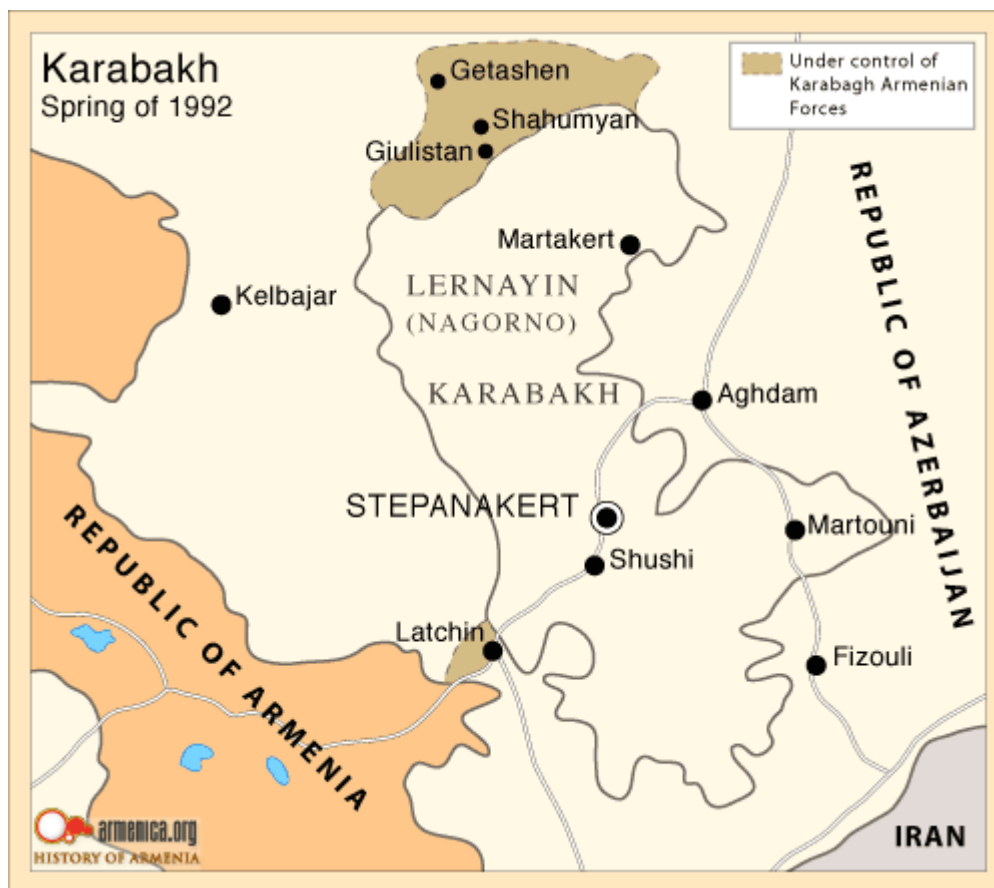 Karabakh
Spring of 1992
Under control of
Karabagh Armenian
Forces
Getashen
Shahumyan
Giulistan
Martakert
LERNAYIN
(NAGORNO)
KARABAKH
Kelbajar
Aghdam
REPUBLIC OF AZERBAIJAN
STEPANAKERT
Martouni
Shushi
REPUBLIC OF ARMENIA
Latchin
Fizouli
IRAN
armenica.org
HISTORY OF ARMENIA